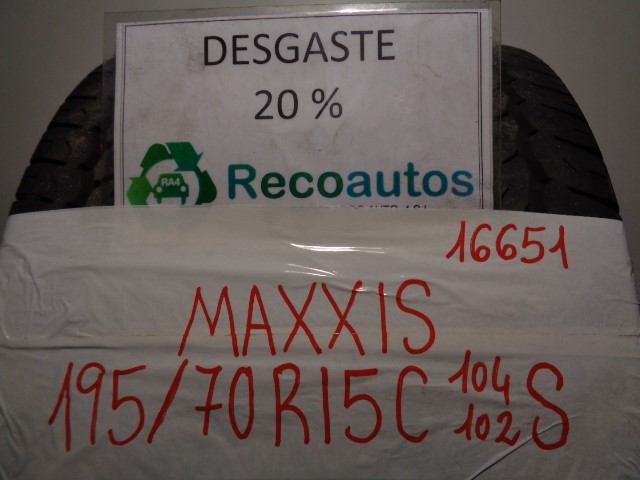 DESGASTE
20 %
RA4
Recoautos
16651
MAXXIS
195/70R15C 104 S
102